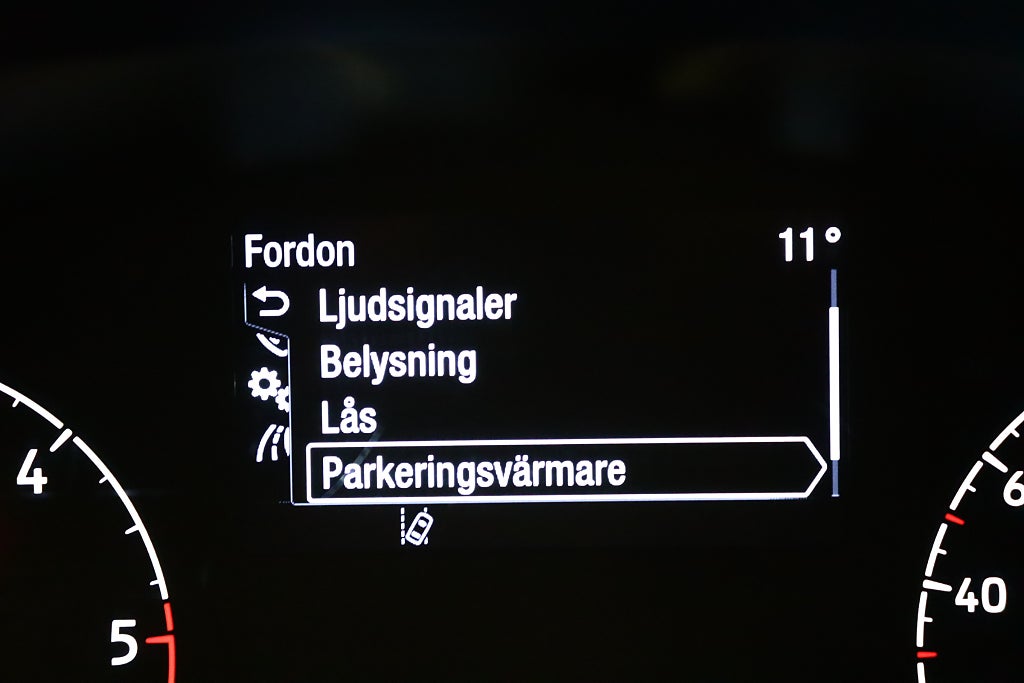 Fordon 11°
Ljudsignaler
Belysning
Lås
Parkeringsvärmare
4
5
6
40